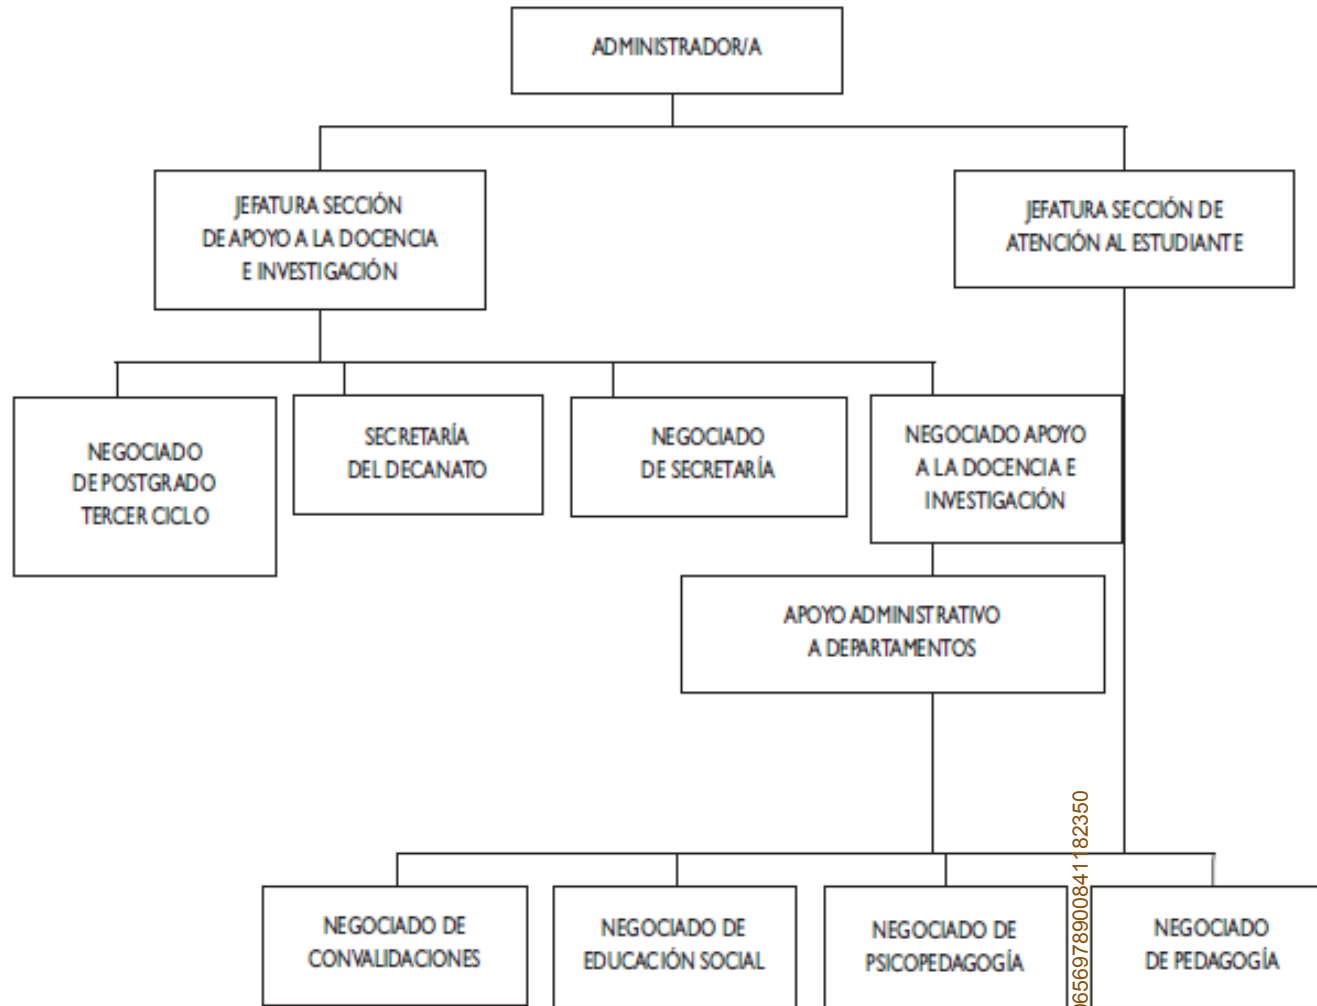 ADMINISTRADOR/A
JEFATURA SECCIÓN
DE APOYO A LA DOCENCIA
E INVESTIGACIÓN
JEFATURA SECCIÓN DE
ATENCIÓN AL ESTUDIANTE
NEGOCIADO
DE POSTGRADO
TERCER CICLO
SECRETARÍA
DEL DECANATO
NEGOCIADO
DE SECRETARÍA
NEGOCIADO APOYO
A LA DOCENCIA E
INVESTIGACIÓN
APOYO ADMINISTRATIVO
A DEPARTAMENTOS
NEGOCIADO DE
CONVALIDACIONES
NEGOCIADO DE
EDUCACIÓN SOCIAL
NEGOCIADO DE
PSICOPEDAGOGÍA
NEGOCIADO
DE PEDAGOGÍA